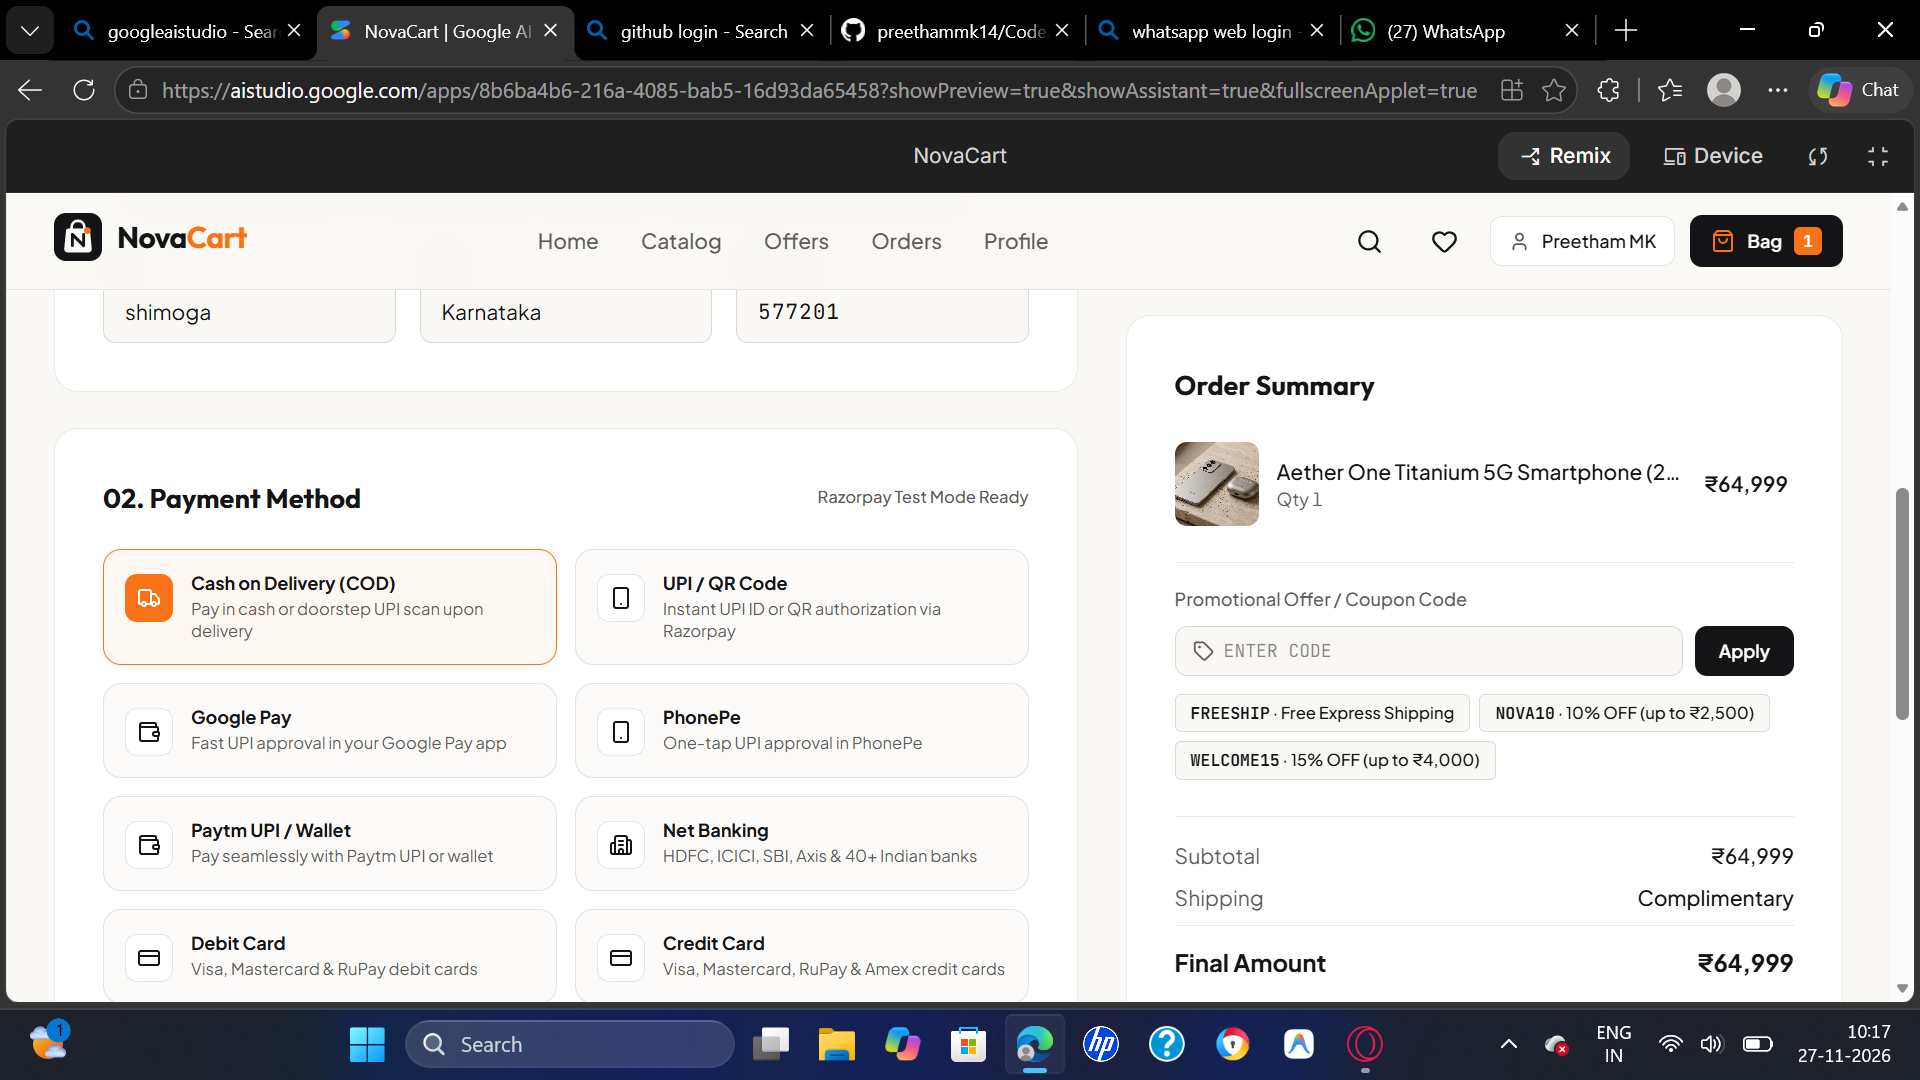 googleaistudio - Sear
NovaCart | Google AI
github login - Search
preethammk14/Code
whatsapp web login -
(27) WhatsApp
https://aistudio.google.com/apps/8b6ba4b6-216a-4085-bab5-16d93da65458?showPreview=true&showAssistant=true&fullscreenApplet=true
Chat
NovaCart
Remix
Device
N
NovaCart
Home
Catalog
Offers
Orders
Profile
Preetham MK
Bag 1
shimoga
Karnataka
577201
02. Payment Method
Razorpay Test Mode Ready
Cash on Delivery (COD)
Pay in cash or doorstep UPI scan upon
delivery
UPI / QR Code
Instant UPI ID or QR authorization via
Razorpay
Google Pay
Fast UPI approval in your Google Pay app
PhonePe
One-tap UPI approval in PhonePe
Paytm UPI / Wallet
Pay seamlessly with Paytm UPI or wallet
Net Banking
HDFC, ICICI, SBI, Axis & 40+ Indian banks
Debit Card
Visa, Mastercard & RuPay debit cards
Credit Card
Visa, Mastercard, RuPay & Amex credit cards
Order Summary
Aether One Titanium 5G Smartphone (2...
Qty 1
₹64,999
Promotional Offer / Coupon Code
ENTER CODE
Apply
FREESHIP · Free Express Shipping
NOVA10 · 10% OFF (up to ₹2,500)
WELCOME15 · 15% OFF (up to ₹4,000)
Subtotal
₹64,999
Shipping
Complimentary
Final Amount
₹64,999
1
Search
hp
ENG
IN
10:17
27-11-2026